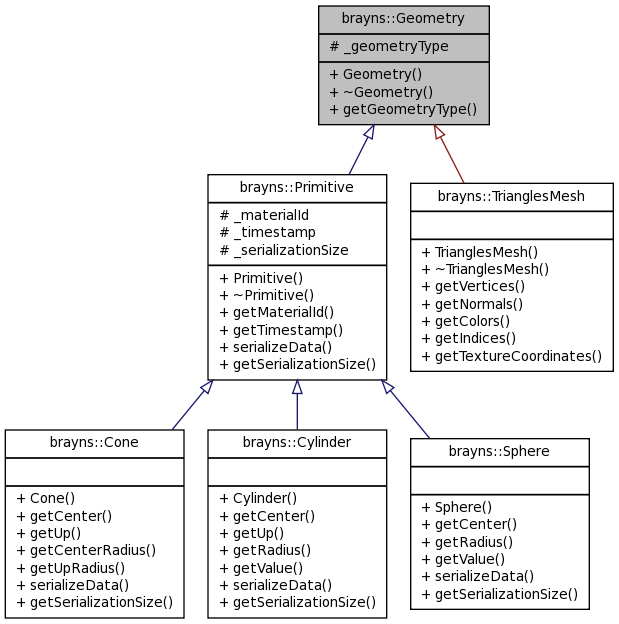 brayns::Geometry
# _geometryType
+ Geometry()
+ ~Geometry()
+ getGeometryType()
brayns::Primitive
# _materialId
# _timestamp
# _serializationSize
+ Primitive()
+ ~Primitive()
+ getMaterialId()
+ getTimestamp()
+ serializeData()
+ getSerializationSize()
brayns::TrianglesMesh
+ TrianglesMesh()
+ ~TrianglesMesh()
+ getVertices()
+ getNormals()
+ getColors()
+ getIndices()
+ getTextureCoordinates()
brayns::Cone
+ Cone()
+ getCenter()
+ getUp()
+ getCenterRadius()
+ getUpRadius()
+ serializeData()
+ getSerializationSize()
brayns::Cylinder
+ Cylinder()
+ getCenter()
+ getUp()
+ getRadius()
+ getValue()
+ serializeData()
+ getSerializationSize()
brayns::Sphere
+ Sphere()
+ getCenter()
+ getRadius()
+ getValue()
+ serializeData()
+ getSerializationSize()